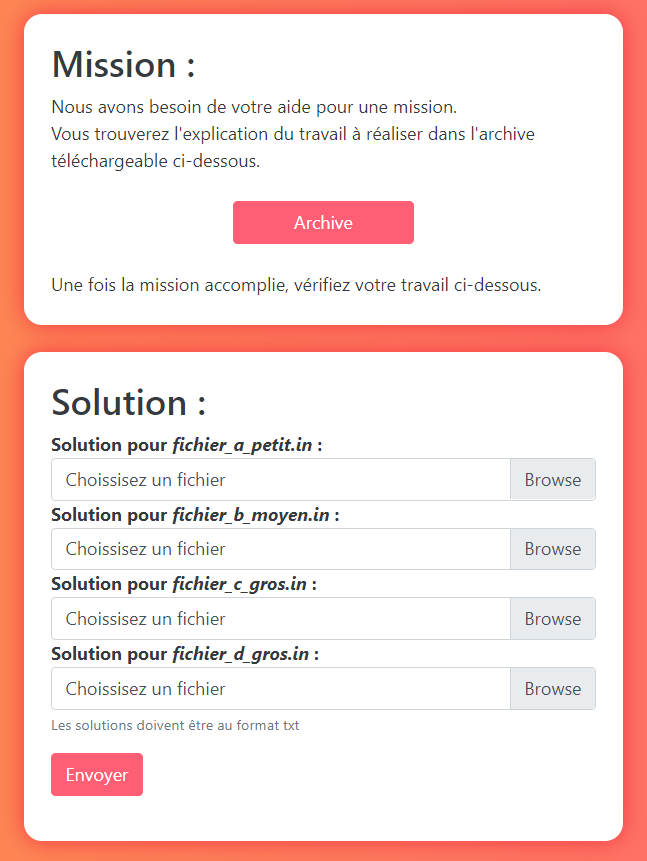 Mission :
Nous avons besoin de votre aide pour une mission.
Vous trouverez l'explication du travail à réaliser dans l'archive
téléchargeable ci-dessous.
Archive
Une fois la mission accomplie, vérifiez votre travail ci-dessous.
Solution :
Solution pour fichier_a_petit.in :
Choissisez un fichier Browse
Solution pour fichier_b_moyen.in :
Choissisez un fichier Browse
Solution pour fichier_c_gros.in :
Choissisez un fichier Browse
Solution pour fichier_d_gros.in :
Choissisez un fichier Browse
Les solutions doivent être au format txt
Envoyer